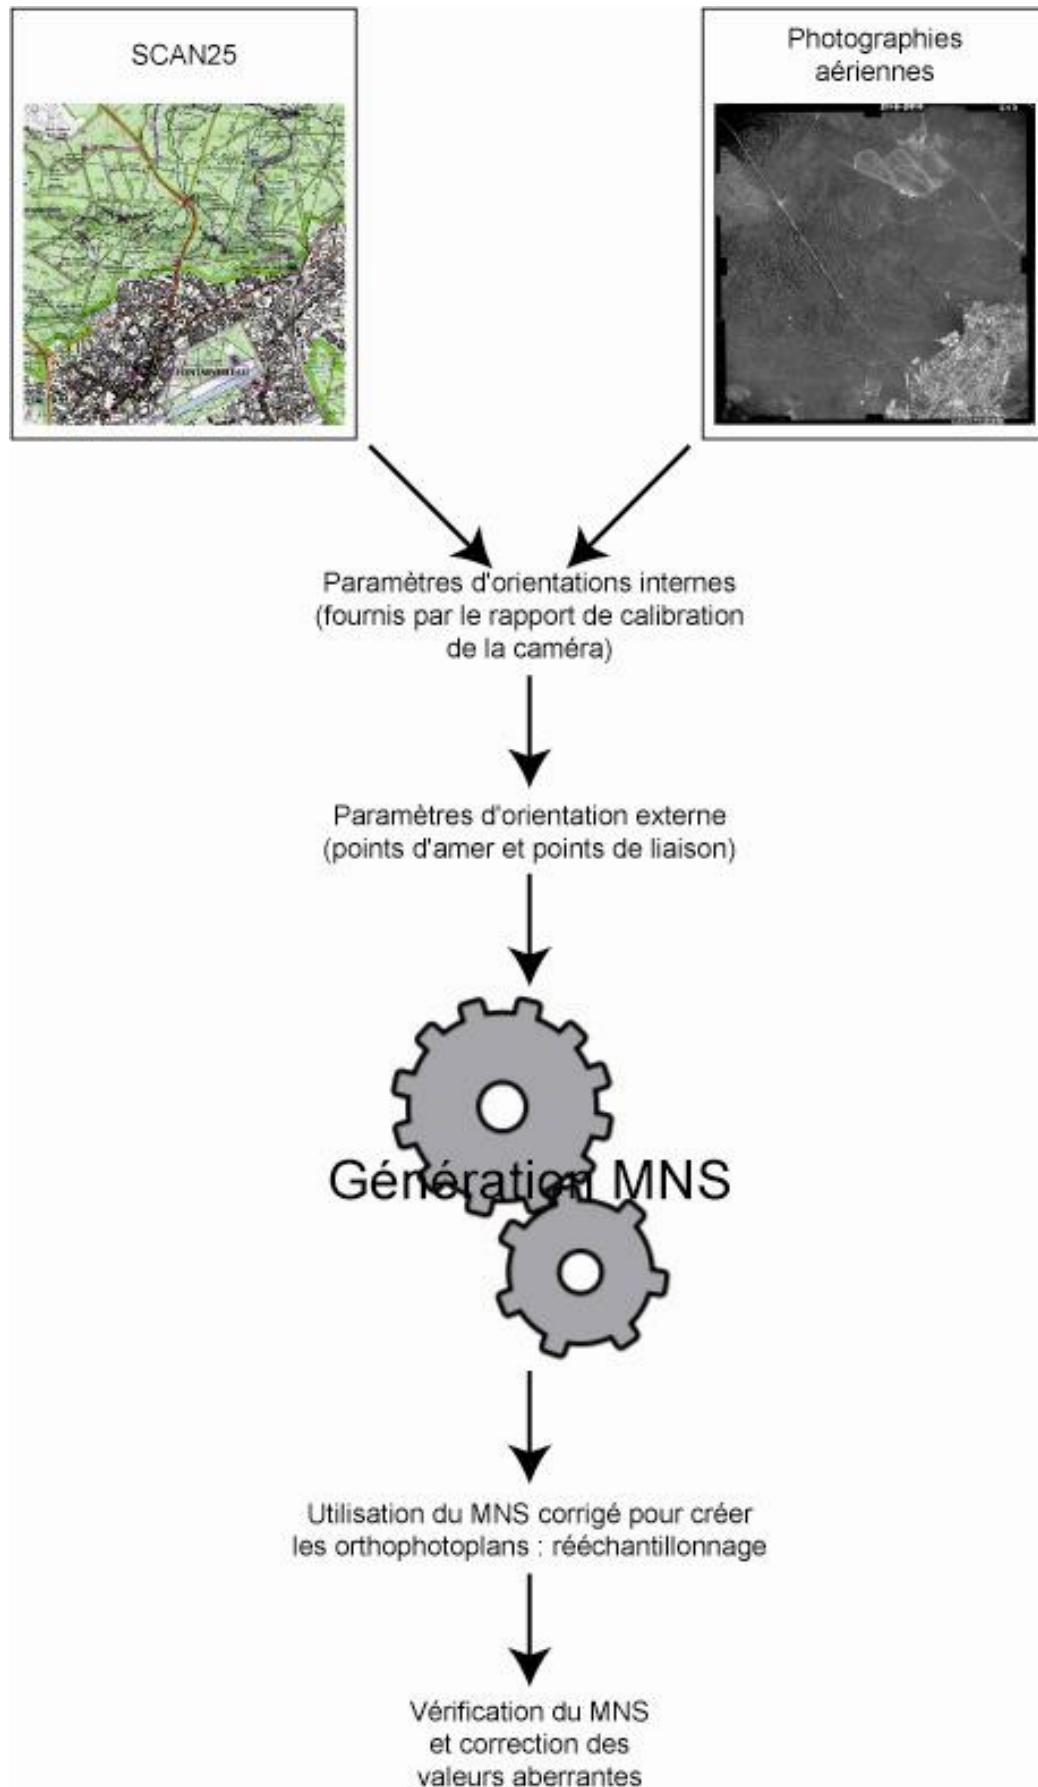 SCAN25
Photographies
aériennes
FONTAINEBLEAU
Paramètres d'orientations internes
(fournis par le rapport de calibration
de la caméra)
Paramètres d'orientation externe
(points d'amer et points de liaison)
Génération MNS
Utilisation du MNS corrigé pour créer
les orthophotoplans : rééchantillonnage
Vérification du MNS
et correction des
valeurs aberrantes